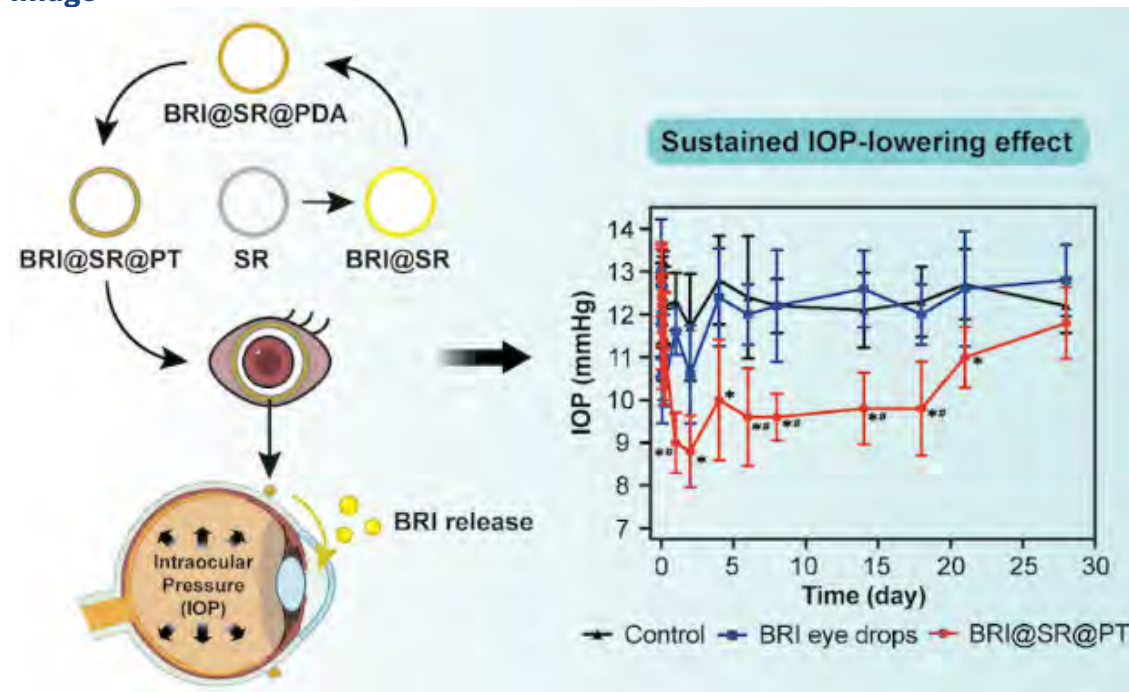 BRI@SR@PDA
BRI@SR@PT
SR
BRI@SR
BRI release
Intraocular
Pressure
(IOP)
Sustained IOP-lowering effect
IOP (mmHg)
14
13
12
11
10
9
8
7
*#
*
*
*#
*#
*#
*#
*
0
5
10
15
20
25
30
Time (day)
Control
BRI eye drops
BRI@SR@PT